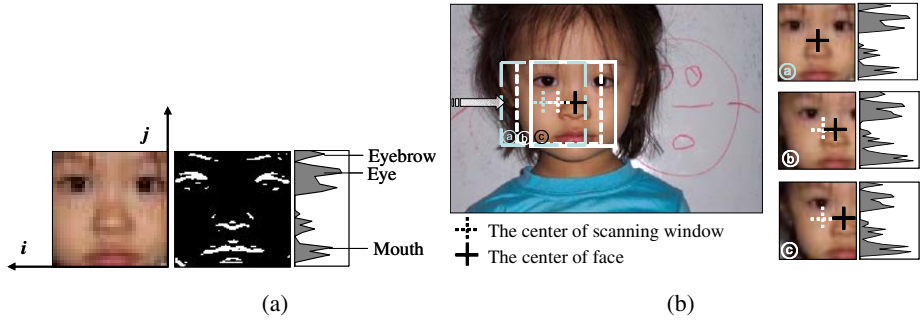 j
Eyebrow
Eye
Mouth
i
(a)
a b c
The center of scanning window
The center of face
a
b
c
(b)